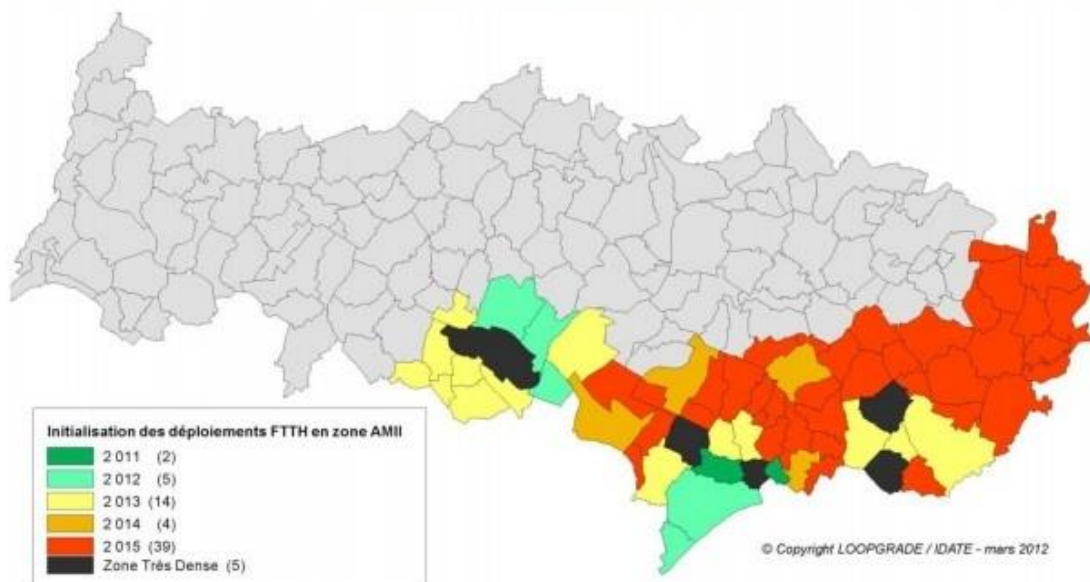 Initialisation des déploiements FTTH en zone AMII
2 011 (2)
2 012 (5)
2 013 (14)
2 014 (4)
2 015 (39)
Zone Très Dense (5)
© Copyright LOOPGRADE / IDATE - mars 2012